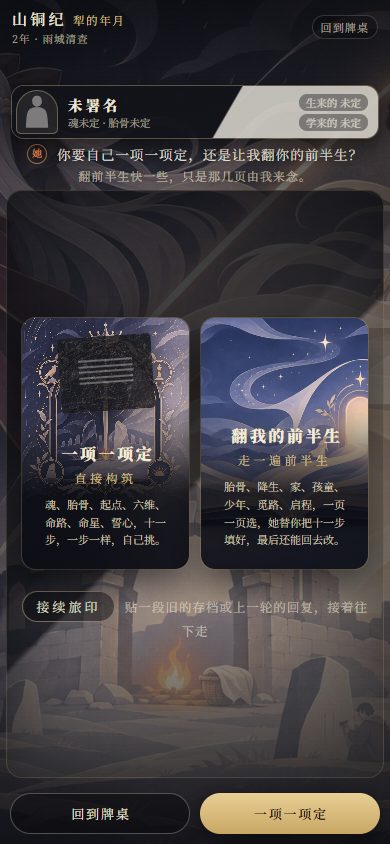 山铜纪 犁的年月
2年·雨城清查
回到牌桌
未署名
魂未定·胎骨未定
生来的 未定
学来的 未定
她
你要自己一项一项定，还是让我翻你的前半生？
翻前半生快一些，只是那几页由我来念。
一项一项定
直接构筑
魂、胎骨、起点、六维、
命路、命星、誓心，十一
步，一步一样，自己挑。
翻我的前半生
走一遍前半生
胎骨、降生、家、孩童、
少年、觅路、启程，一页
一页选，她替你把十一步
填好，最后还能回去改。
接续旅印
贴一段旧的存档或上一轮的回复，接着往
下走
回到牌桌
一项一项定